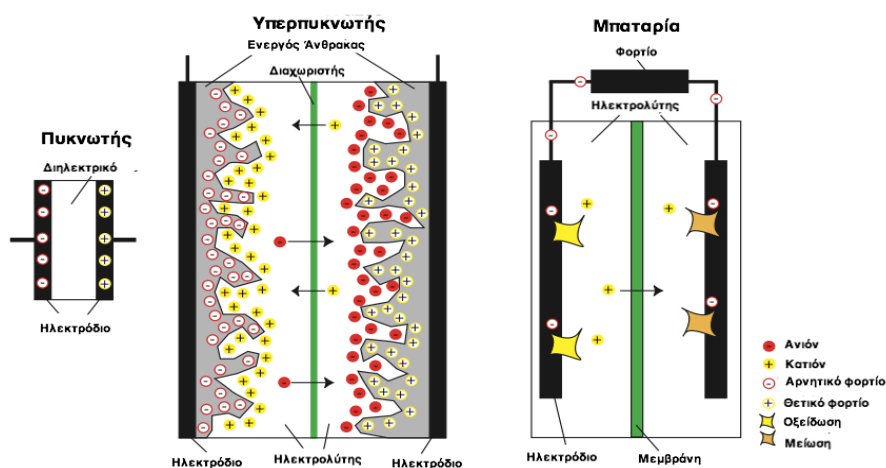 Πυκνωτής
Διηλεκτρικό
Ηλεκτρόδιο
Υπερπυκνωτής
Ενεργός Άνθρακας
Διαχωριστής
Ηλεκτρόδιο
Ηλεκτρολύτης
Ηλεκτρόδιο
Μπαταρία
Φορτίο
Ηλεκτρολύτης
Ηλεκτρόδιο
Μεμβράνη
Ανιόν
Κατιόν
Αρνητικό φορτίο
Θετικό φορτίο
Οξείδωση
Μείωση